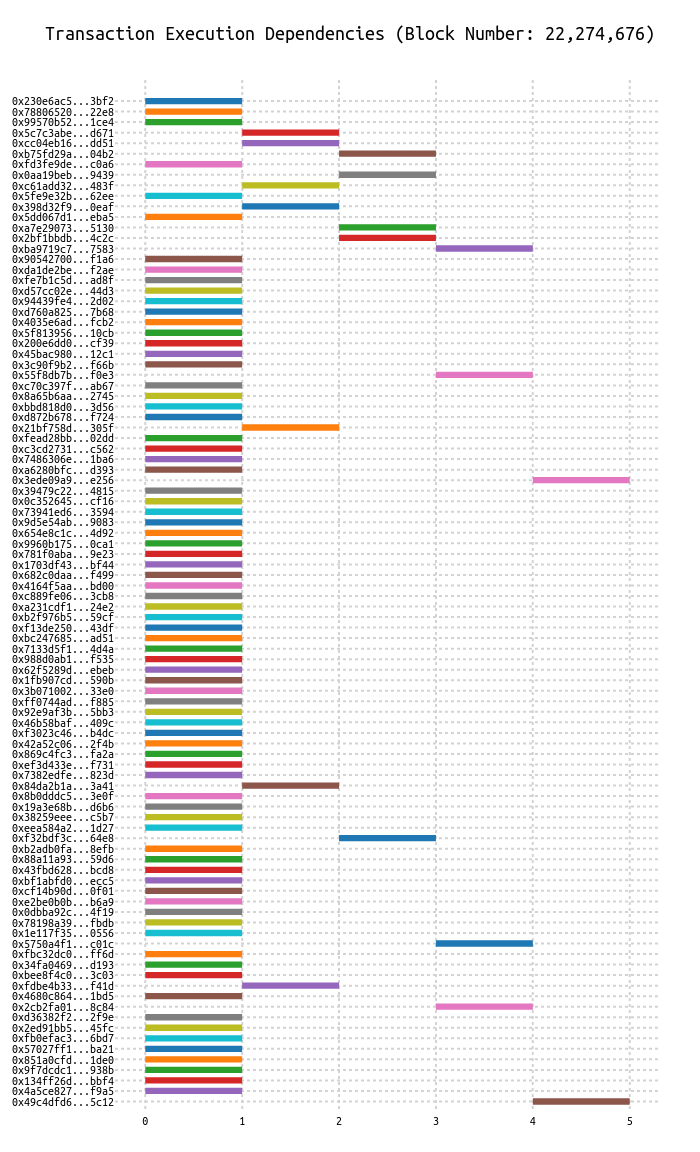 Transaction Execution Dependencies (Block Number: 22,274,676)
0x230e6ac5...3bf2
0x78806520...22e8
0x99570b52...1ce4
0x5c7c3abe...d671
0xcc04eb16...dd51
0xb75fd29a...04b2
0xfd3fe9de...c0a6
0x0aa19beb...9439
0xc61add32...483f
0x5fe9e32b...62ee
0x398d32f9...0eaf
0x5dd067d1...eba5
0xa7e29073...5130
0x2bf1bbdb...4c2c
0xba9719c7...7583
0x90542700...f1a6
0xda1de2be...f2ae
0xfe7b1c5d...ad8f
0xd57cc02e...44d3
0x94439fe4...2d02
0xd760a825...7b68
0x4035e6ad...fcb2
0x5f813956...10cb
0x200e6dd0...cf39
0x45bac980...12c1
0x3c90f9b2...f66b
0x55f8db7b...f0e3
0xc70c397f...ab67
0x8a65b6aa...2745
0xbbd818d0...3d56
0xd872b678...f724
0x21bf758d...305f
0xfead28bb...02dd
0xc3cd2731...c562
0x7486306e...1ba6
0xa6280bfc...d393
0x3ede09a9...e256
0x39479c22...4815
0x0c352645...cf16
0x73941ed6...3594
0x9d5e54ab...9083
0x654e8c1c...4d92
0x9960b175...0ca1
0x781f0aba...9e23
0x1703df43...bf44
0x682c0daa...f499
0x4164f5aa...bd00
0xc889fe06...3cb8
0xa231cdf1...24e2
0xb2f976b5...59cf
0xf13de250...43df
0xbc247685...ad51
0x7133d5f1...4d4a
0x988d0ab1...f535
0x62f5289d...ebeb
0x1fb907cd...590b
0x3b071002...33e0
0xff0744ad...f885
0x92e9af3b...5bb3
0x46b58baf...409c
0xf3023c46...b4dc
0x42a52c06...2f4b
0x869c4fc3...fa2a
0xef3d433e...f731
0x7382edfe...823d
0x84da2b1a...3a41
0x8b0dddc5...3e0f
0x19a3e68b...d6b6
0x38259eee...c5b7
0xeea584a2...1d27
0xf32bdf3c...64e8
0xb2adb0fa...8efb
0x88a11a93...59d6
0x43fbd628...bcd8
0xbf1abfd0...ecc5
0xcf14b90d...0f01
0xe2be0b0b...b6a9
0x0dbba92c...4f19
0x78198a39...fbdb
0x1e117f35...0556
0x5750a4f1...c01c
0xfbc32dc0...ff6d
0x34fa0469...d193
0xbee8f4c0...3c03
0xfdbe4b33...f41d
0x4680c864...1bd5
0x2cb2fa01...8c84
0xd36382f2...2f9e
0x2ed91bb5...45fc
0xfb0efac3...6bd7
0x57027ff1...ba21
0x851a0cfd...1de0
0x9f7dcdc1...938b
0x134ff26d...bbf4
0x4a5ce827...f9a5
0x49c4dfd6...5c12
0 1 2 3 4 5